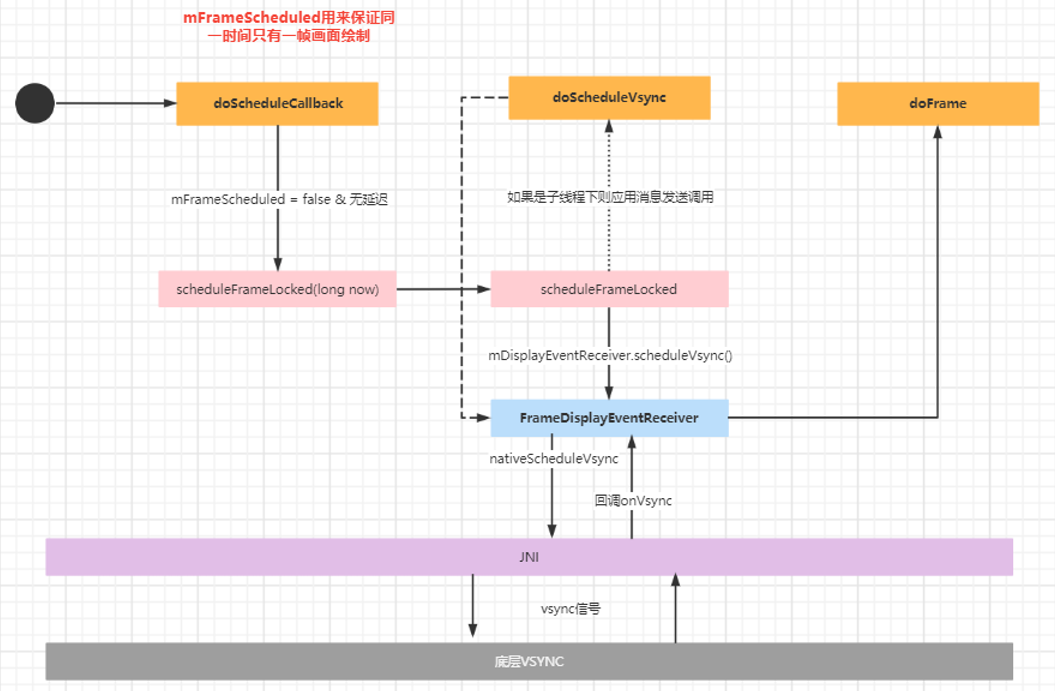 mFrameScheduled用来保证同
一时间只有一帧画面绘制
doScheduleCallback
doScheduleVsync
doFrame
mFrameScheduled = false & 无延迟
如果是子线程下则应用消息发送调用
scheduleFrameLocked(long now)
scheduleFrameLocked
mDisplayEventReceiver.scheduleVsync()
FrameDisplayEventReceiver
nativeScheduleVsync
回调onVsync
JNI
vsync信号
底层VSYNC